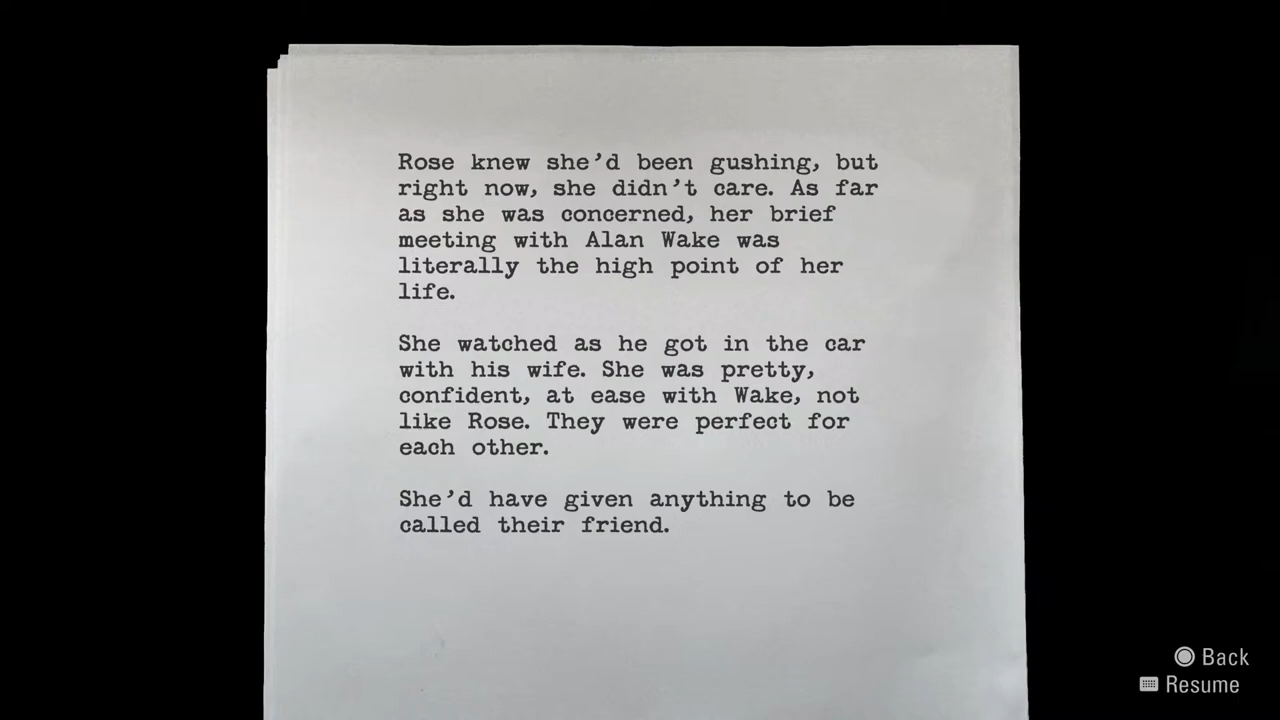 Rose knew she’d been gushing, but
right now, she didn’t care. As far
as she was concerned, her brief
meeting with Alan Wake was
literally the high point of her
life.
She watched as he got in the car
with his wife. She was pretty,
confident, at ease with Wake, not
like Rose. They were perfect for
each other.
She’d have given anything to be
called their friend.
Back
Resume